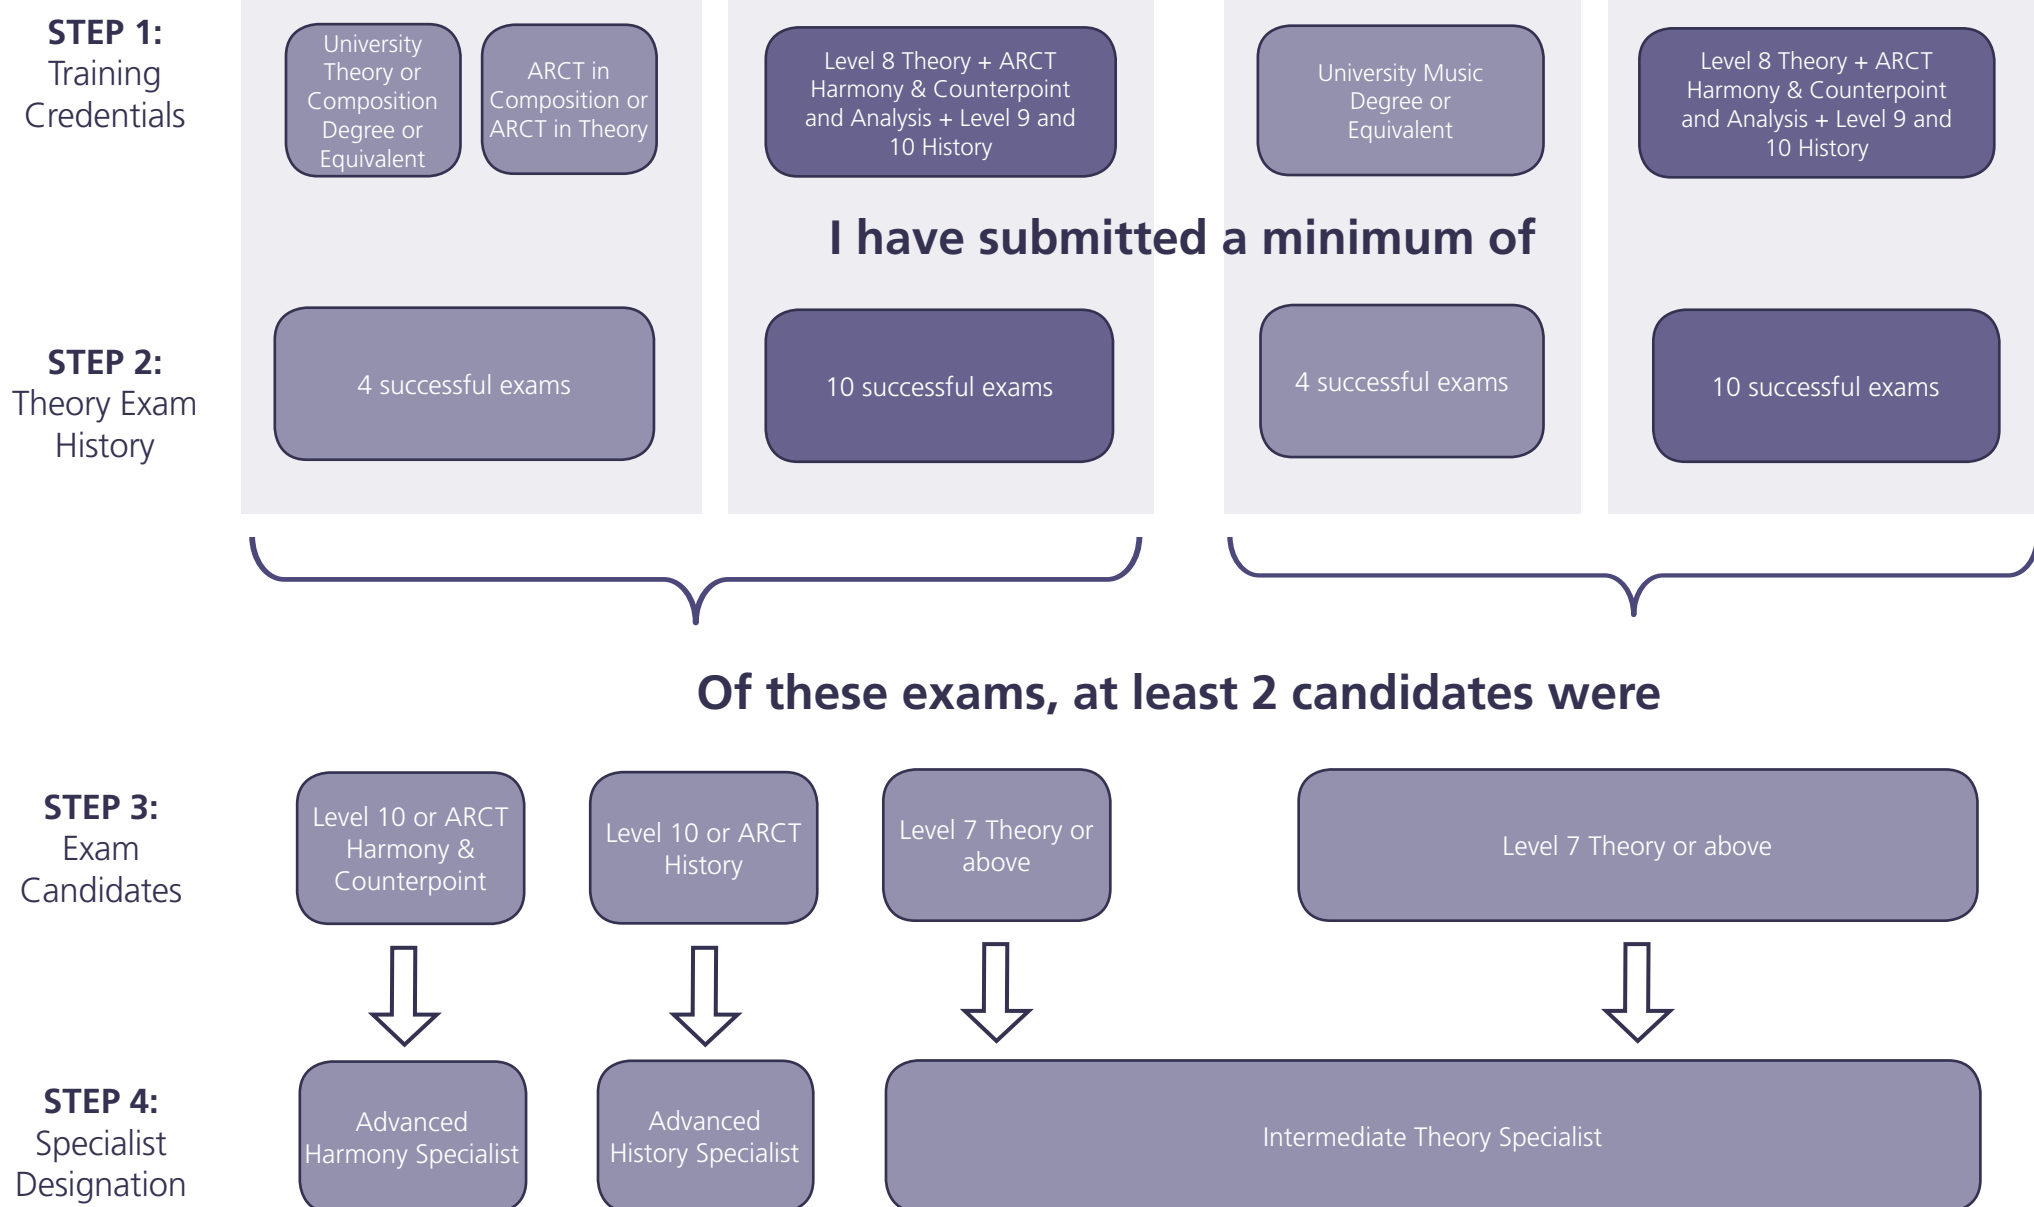 STEP 1:
Training
Credentials
University
Theory or
Composition
Degree or
Equivalent
ARCT in
Composition or
ARCT in Theory
Level 8 Theory + ARCT
Harmony & Counterpoint
and Analysis + Level 9 and
10 History
University Music
Degree or
Equivalent
Level 8 Theory + ARCT
Harmony & Counterpoint
and Analysis + Level 9 and
10 History
I have submitted a minimum of
STEP 2:
Theory Exam
History
4 successful exams
10 successful exams
4 successful exams
10 successful exams
Of these exams, at least 2 candidates were
STEP 3:
Exam
Candidates
Level 10 or ARCT
Harmony &
Counterpoint
Level 10 or ARCT
History
Level 7 Theory or
above
Level 7 Theory or above
STEP 4:
Specialist
Designation
Advanced
Harmony Specialist
Advanced
History Specialist
Intermediate Theory Specialist